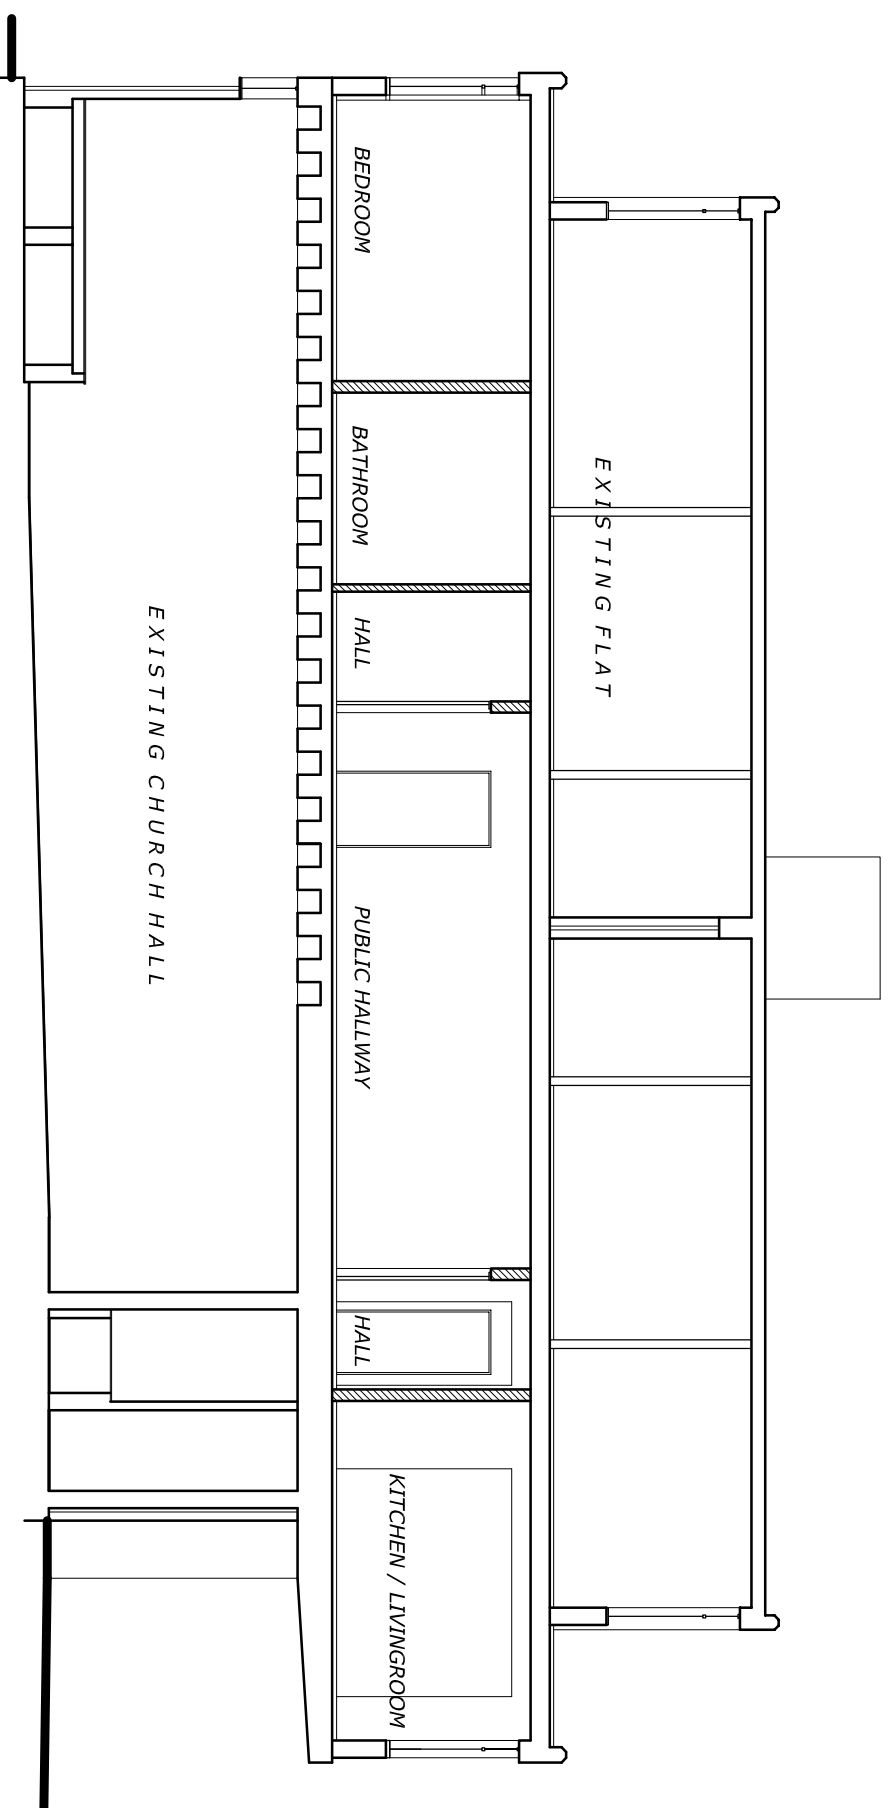 EXISTING FLAT
BEDROOM
BATHROOM
HALL
PUBLIC HALLWAY
HALL
KITCHEN / LIVINGROOM
EXISTING CHURCH HALL